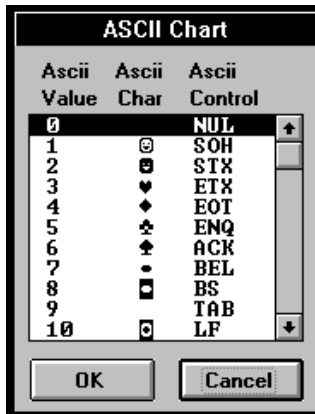 ASCII Chart
Ascii Ascii Ascii
Value Char Control
0 NUL
1 ☺ SOH
2 ☻ STX
3 ♥ ETX
4 ♦ EOT
5 ♣ ENQ
6 ♠ ACK
7 • BEL
8 ◘ BS
9 TAB
10 ◙ LF
OK Cancel